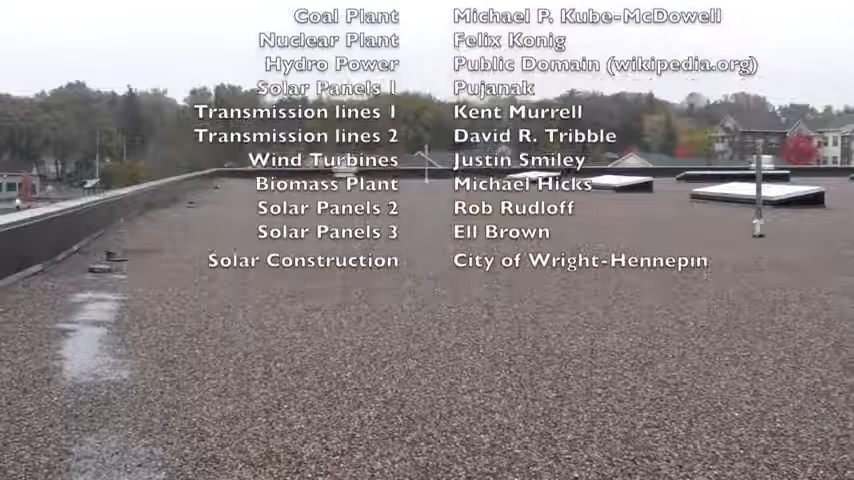 Coal Plant Michael P. Kube-McDowell
Nuclear Plant Felix Konig
Hydro Power Public Domain (wikipedia.org)
Solar Panels 1 Pujanak
Transmission lines 1 Kent Murrell
Transmission lines 2 David R. Tribble
Wind Turbines Justin Smiley
Biomass Plant Michael Hicks
Solar Panels 2 Rob Rudloff
Solar Panels 3 Ell Brown
Solar Construction City of Wright-Hennepin